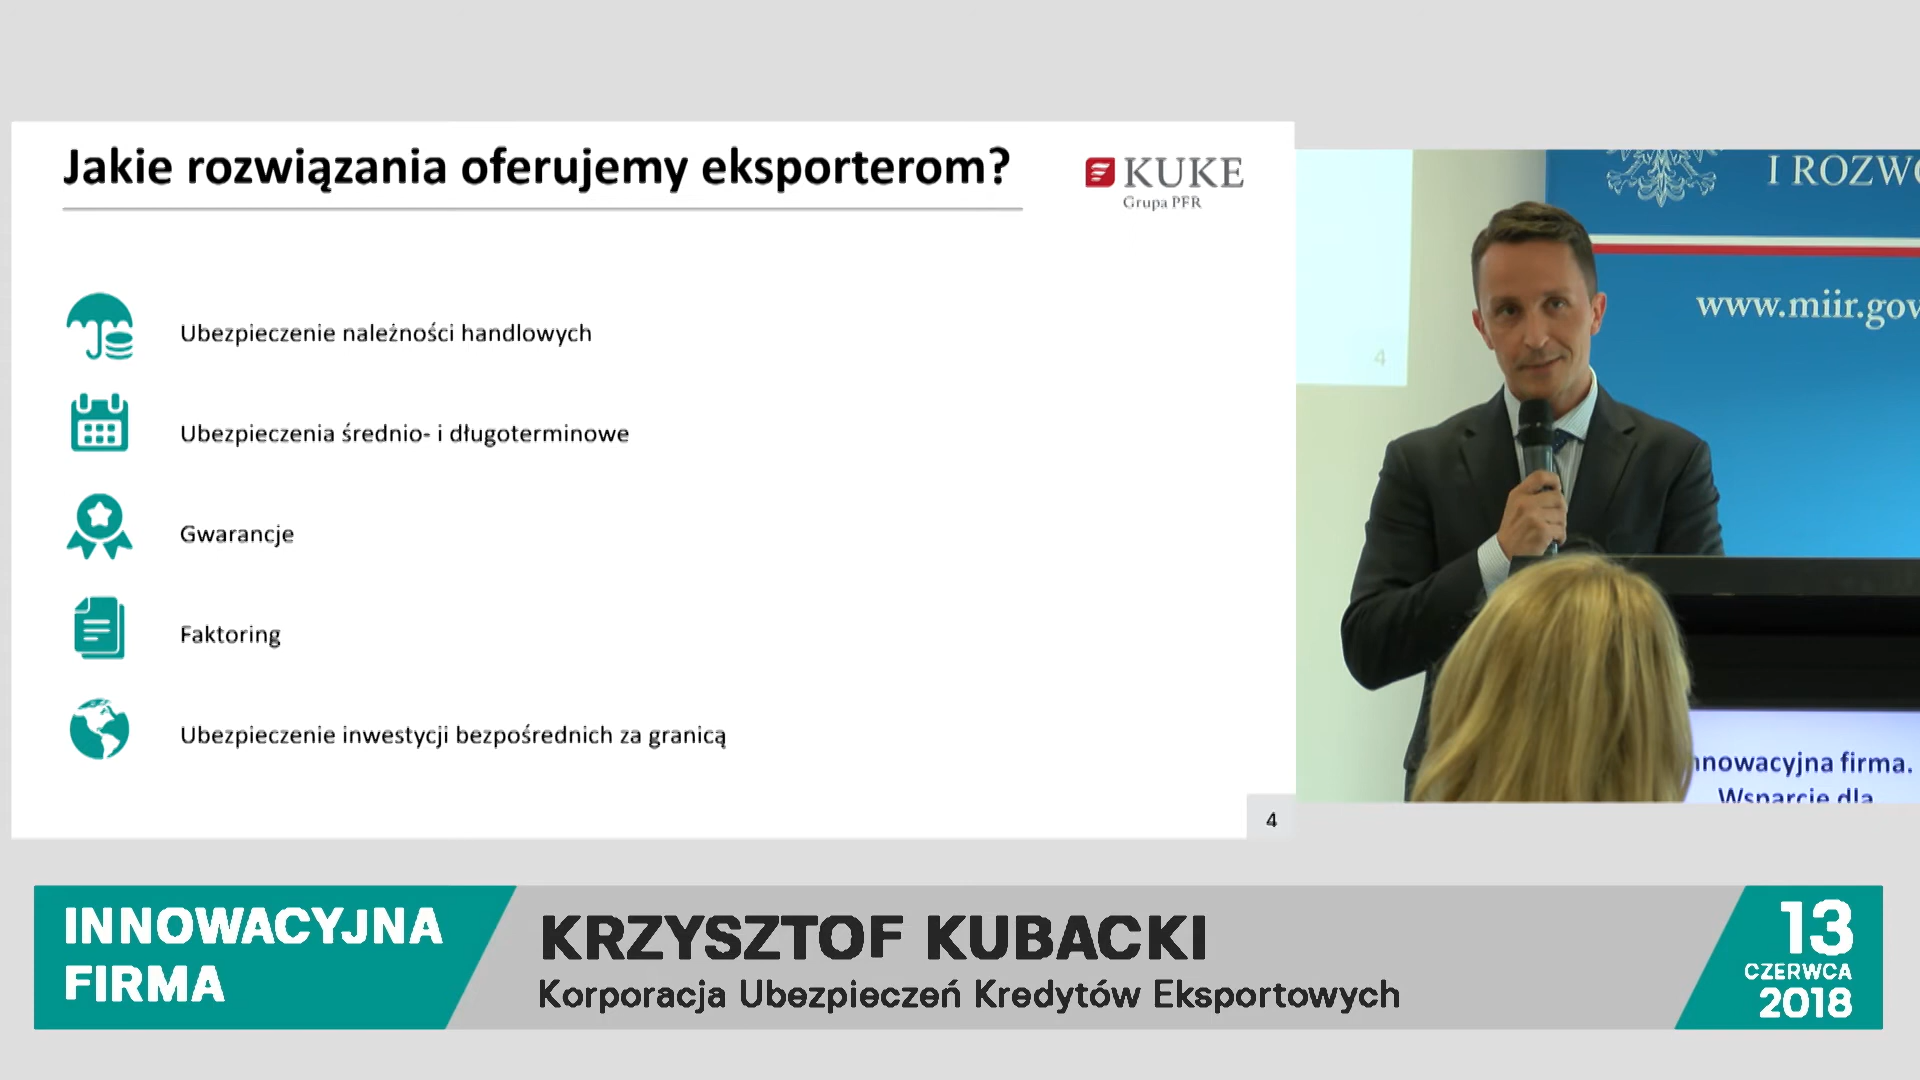 Jakie rozwiązania oferujemy eksporterom?
KUKE
Grupa PFR
Ubezpieczenie należności handlowych
Ubezpieczenia średnio- i długoterminowe
Gwarancje
Faktoring
Ubezpieczenie inwestycji bezpośrednich za granicą
4
4
I ROZW
www.miir.gov
nnowacyjna firma.
Wsparcie dla
INNOWACYJNA
FIRMA
KRZYSZTOF KUBACKI
Korporacja Ubezpieczeń Kredytów Eksportowych
13
CZERWCA
2018